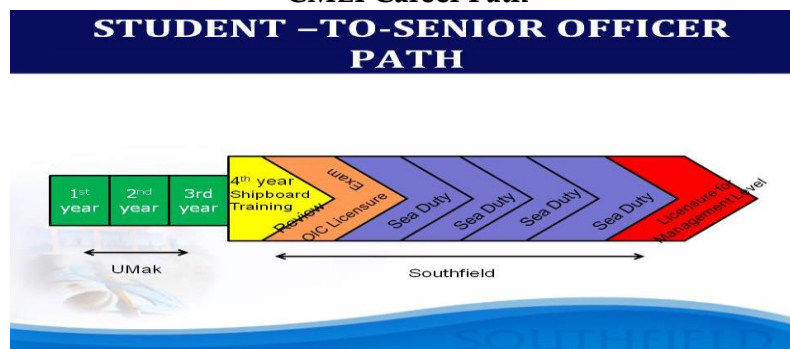 CMLI Career Path
STUDENT –TO-SENIOR OFFICER
PATH
1st
year
2nd
year
3rd
year
4th year
Shipboard
Training
Review
Exam
OIC Licensure
Sea Duty
Sea Duty
Sea Duty
Sea Duty
Licensure for
Management Level
UMak
Southfield
SOUTHFIELD